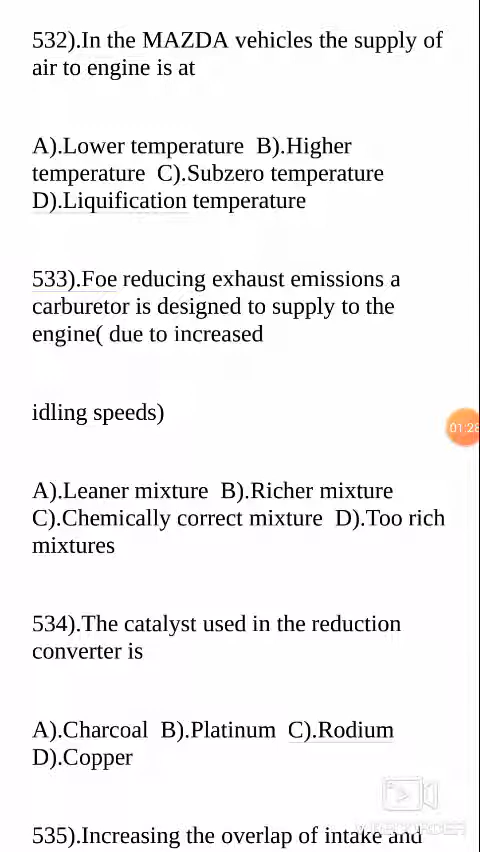 532).In the MAZDA vehicles the supply of
air to engine is at
A).Lower temperature B).Higher
temperature C).Subzero temperature
D).Liquification temperature
533).Foe reducing exhaust emissions a
carburetor is designed to supply to the
engine( due to increased
idling speeds)
01:28
A).Leaner mixture B).Richer mixture
C).Chemically correct mixture D).Too rich
mixtures
534).The catalyst used in the reduction
converter is
A).Charcoal B).Platinum C).Rodium
D).Copper
V RECORDER
535).Increasing the overlap of intake and